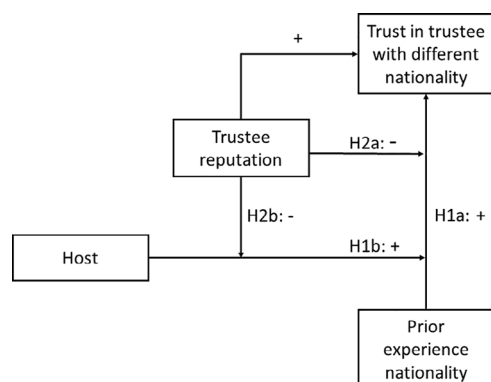 Trust in trustee
with different
nationality
+
Trustee
reputation
H2a: -
H2b: -
H1a: +
Host
H1b: +
Prior
experience
nationality